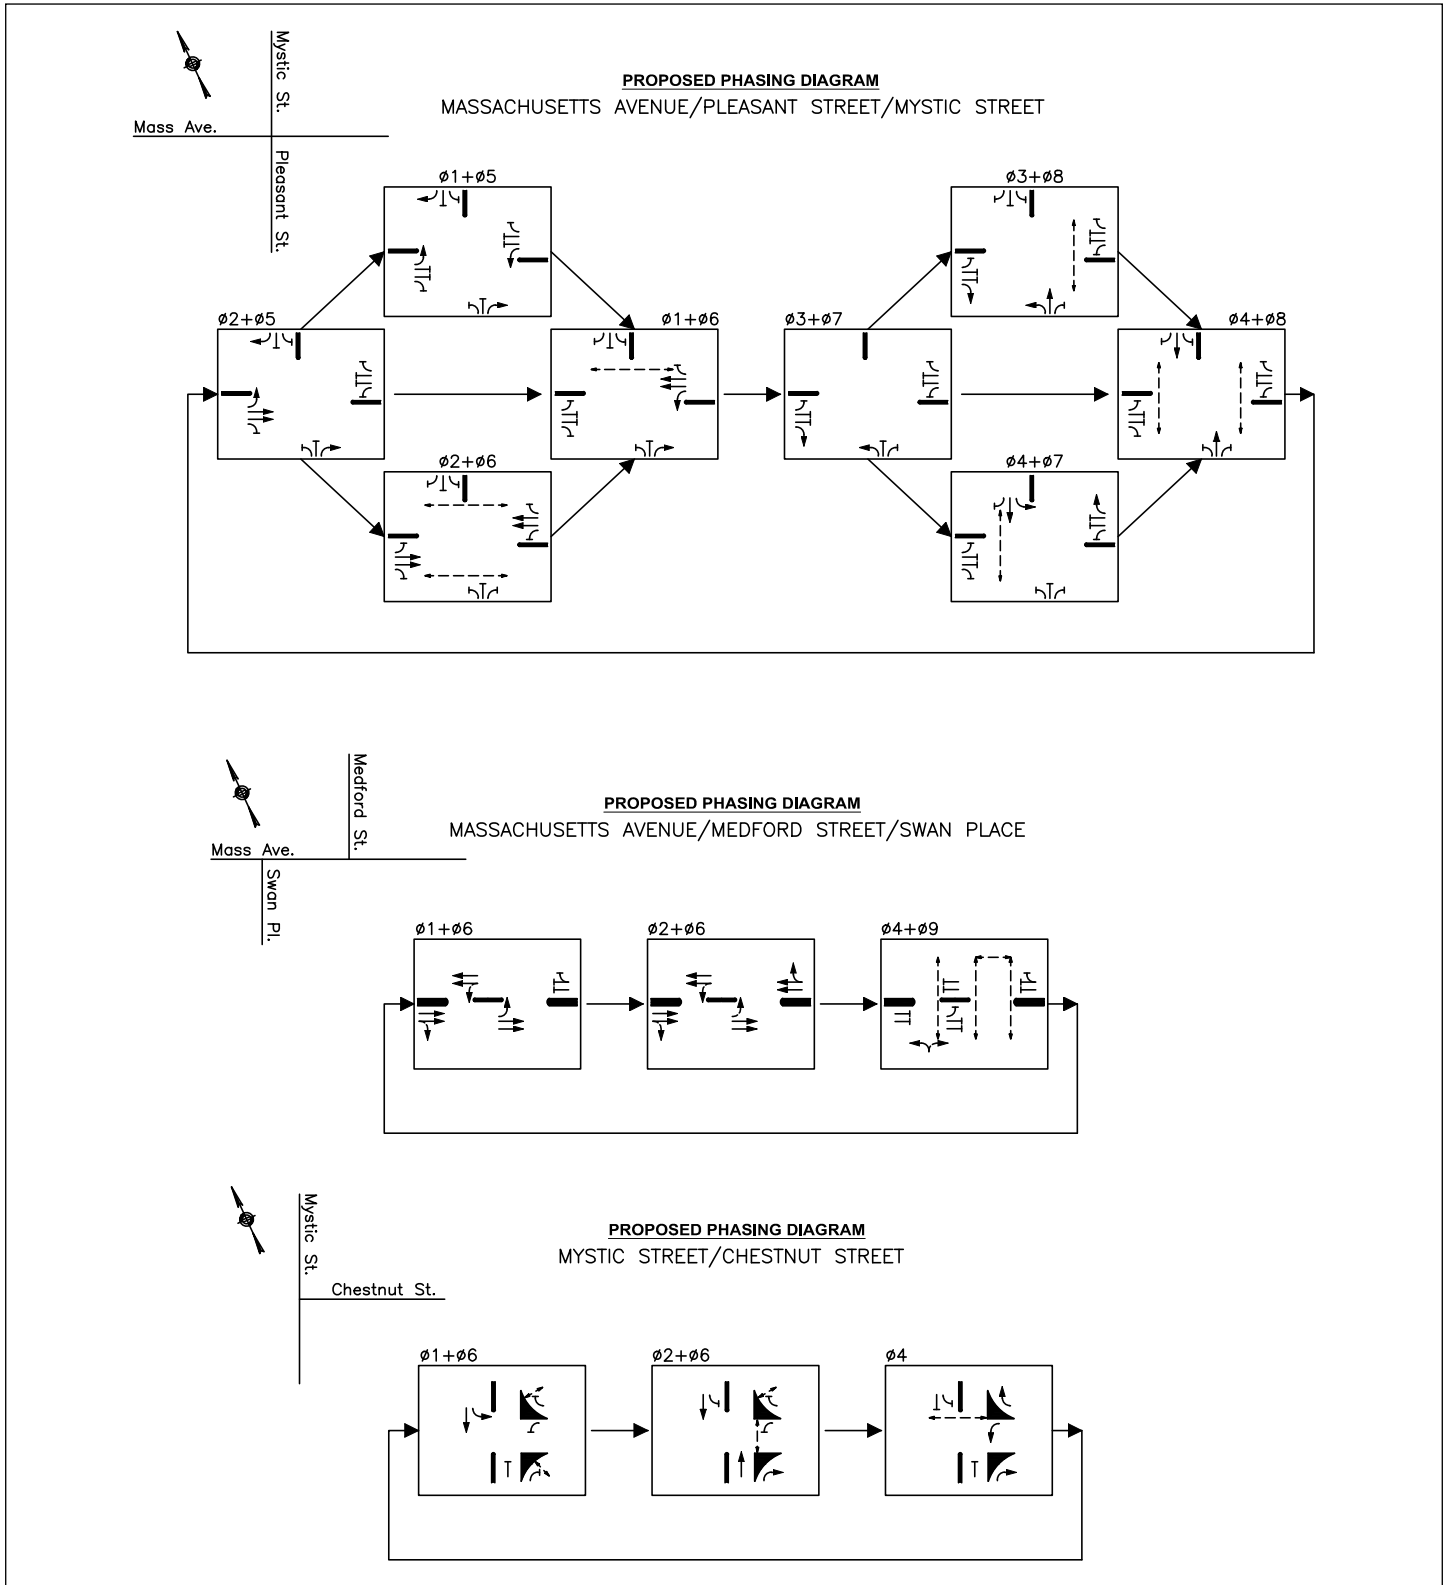 Mystic St.
Mass Ave.
Pleasant St.
PROPOSED PHASING DIAGRAM
MASSACHUSETTS AVENUE/PLEASANT STREET/MYSTIC STREET
ø1+ø5
ø3+ø8
ø2+ø5
ø1+ø6
ø3+ø7
ø4+ø8
ø2+ø6
ø4+ø7
Medford St.
Mass Ave.
Swan Pl.
PROPOSED PHASING DIAGRAM
MASSACHUSETTS AVENUE/MEDFORD STREET/SWAN PLACE
ø1+ø6
ø2+ø6
ø4+ø9
Mystic St.
Chestnut St.
PROPOSED PHASING DIAGRAM
MYSTIC STREET/CHESTNUT STREET
ø1+ø6
ø2+ø6
ø4